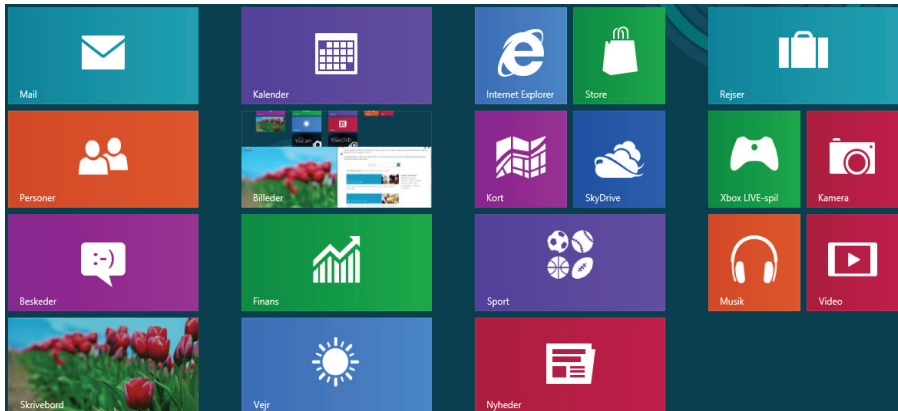 Mail
Kalender
Internet Explorer
Store
Rejser
Personer
Billeder
Kort
SkyDrive
Xbox LIVE-spil
Kamera
Beskeder
Finans
Sport
Musik
Video
Skrivebord
Vejr
Nyheder